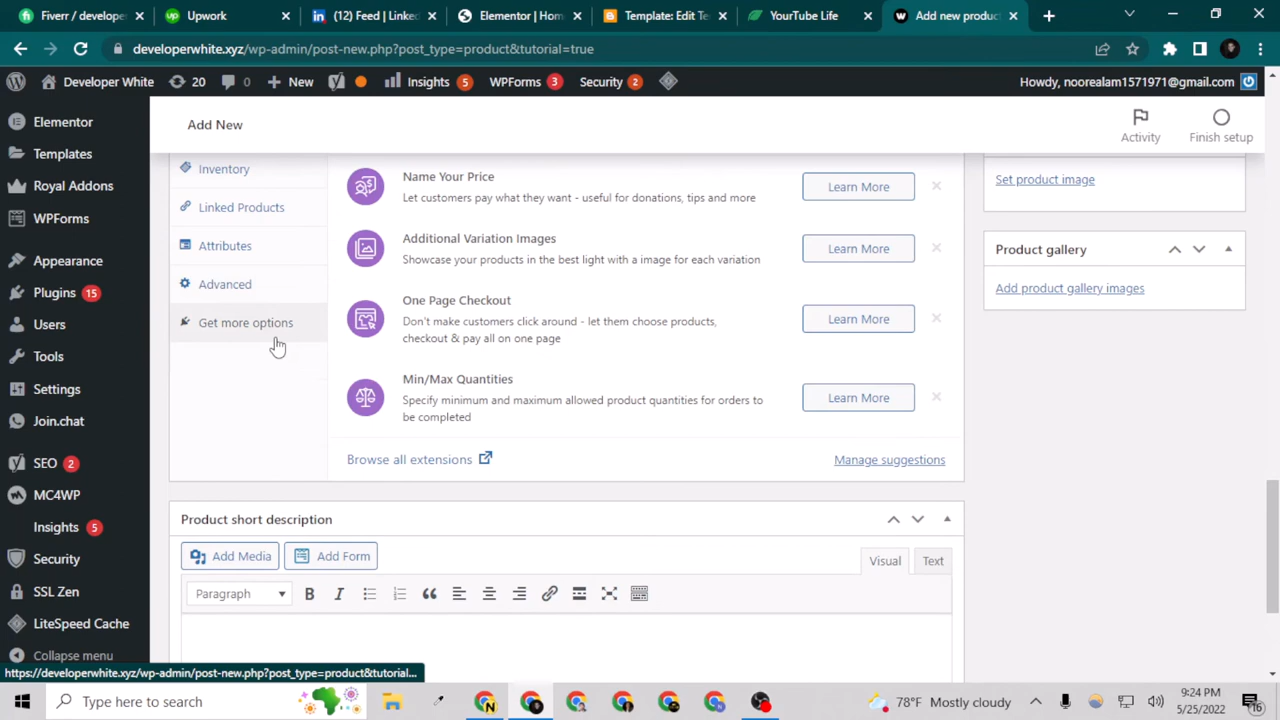 Fiverr / develo
Upwork
(12) Feed | Linke
Elementor | Hom
Template: Edit Te
YouTube Life
Add new produc
developerwhite.xyz/wp-admin/post-new.php?post_type=product&tutorial=true
Developer White
20
0
New
Insights 5
WPForms 3
Security 2
Howdy, noorealam1571971@gmail.com
Elementor
Templates
Royal Addons
WPForms
Appearance
Plugins 15
Users
Tools
Settings
Join.chat
SEO 2
MC4WP
Insights 5
Security
SSL Zen
LiteSpeed Cache
Collapse menu
Add New
Activity
Finish setup
Inventory
Linked Products
Attributes
Advanced
Get more options
Name Your Price
Let customers pay what they want - useful for donations, tips and more
Learn More
Additional Variation Images
Showcase your products in the best light with a image for each variation
Learn More
One Page Checkout
Don't make customers click around - let them choose products,
checkout & pay all on one page
Learn More
Min/Max Quantities
Specify minimum and maximum allowed product quantities for orders to
be completed
Learn More
Browse all extensions
Manage suggestions
Set product image
Product gallery
Add product gallery images
Product short description
Add Media
Add Form
Visual
Text
Paragraph
B
I
https://developerwhite.xyz/wp-admin/post-new.php?post_type=product&tutorial...
Type here to search
78°F Mostly cloudy
9:24 PM
5/25/2022
16